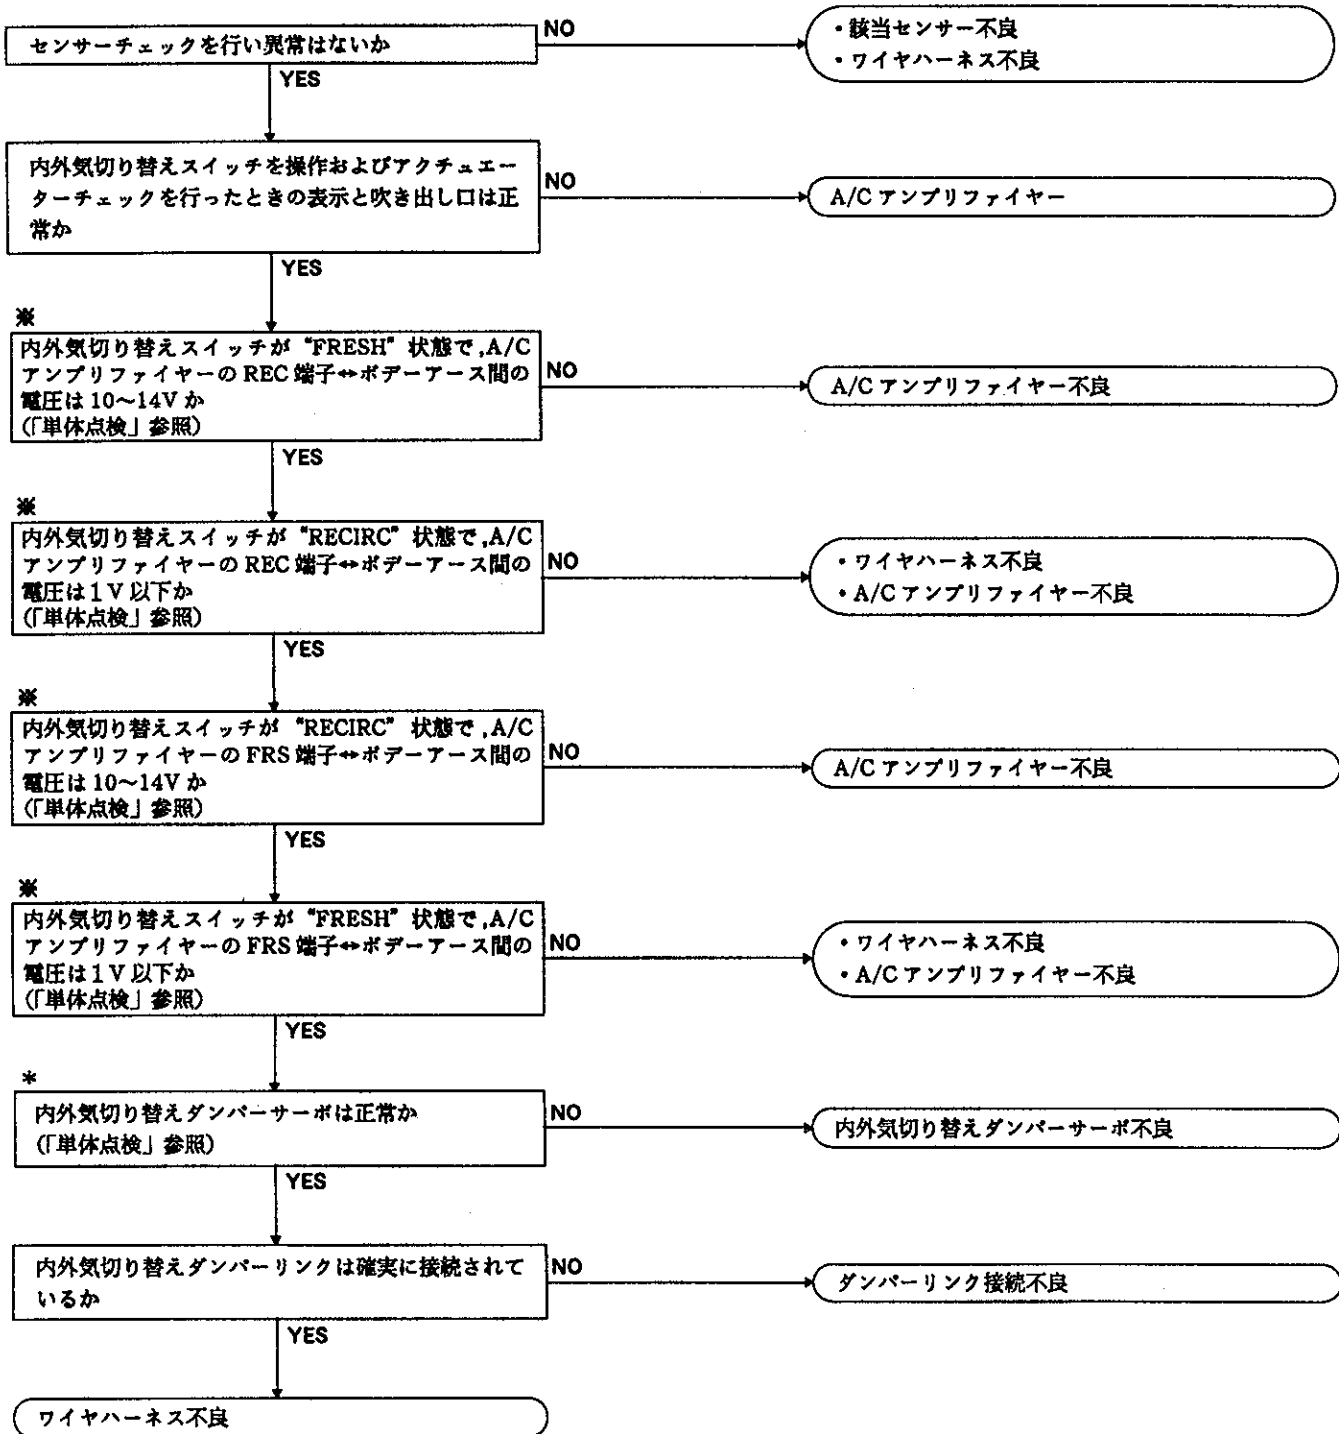 センサーチェックを行い異常はないか
NO
・該当センサー不良
・ワイヤハーネス不良
YES
内外気切り替えスイッチを操作およびアクチュエー
ターチェックを行ったときの表示と吹き出し口は正
常か
NO
A/C アンプリファイヤー
YES
※
内外気切り替えスイッチが “FRESH” 状態で,A/C
アンプリファイヤーの REC 端子↔ボデーアース間の
電圧は 10〜14V か
(「単体点検」参照)
NO
A/C アンプリファイヤー不良
YES
※
内外気切り替えスイッチが “RECIRC” 状態で,A/C
アンプリファイヤーの REC 端子↔ボデーアース間の
電圧は 1 V 以下か
(「単体点検」参照)
NO
・ワイヤハーネス不良
・A/C アンプリファイヤー不良
YES
※
内外気切り替えスイッチが “RECIRC” 状態で,A/C
アンプリファイヤーの FRS 端子↔ボデーアース間の
電圧は 10〜14V か
(「単体点検」参照)
NO
A/C アンプリファイヤー不良
YES
※
内外気切り替えスイッチが “FRESH” 状態で,A/C
アンプリファイヤーの FRS 端子↔ボデーアース間の
電圧は 1 V 以下か
(「単体点検」参照)
NO
・ワイヤハーネス不良
・A/C アンプリファイヤー不良
YES
*
内外気切り替えダンパーサーボは正常か
(「単体点検」参照)
NO
内外気切り替えダンパーサーボ不良
YES
内外気切り替えダンパーリンクは確実に接続されて
いるか
NO
ダンパーリンク接続不良
YES
ワイヤハーネス不良